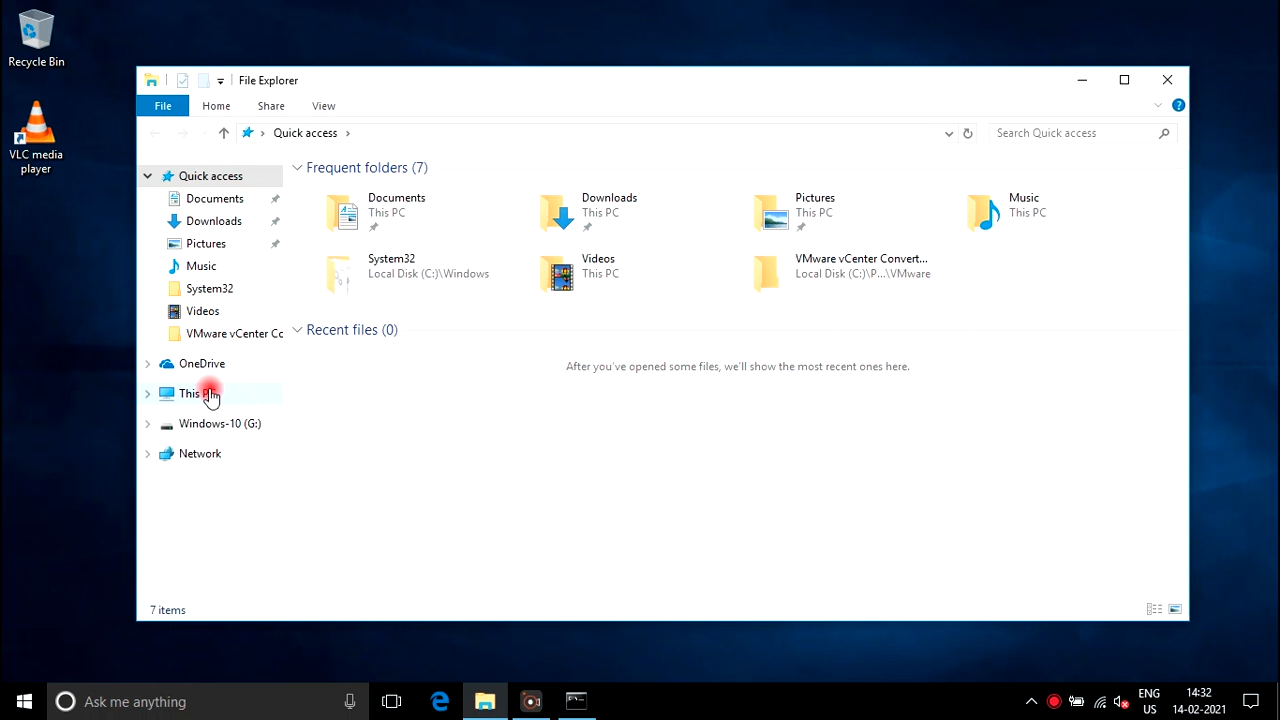 Recycle Bin
VLC media
player
File Explorer
File Home Share View
Quick access
Search Quick access
Quick access
Documents
Downloads
Pictures
Music
System32
Videos
VMware vCenter Co
OneDrive
This
Windows-10 (G:)
Network
Frequent folders (7)
Documents
This PC
Downloads
This PC
Pictures
This PC
Music
This PC
System32
Local Disk (C:)\Windows
Videos
This PC
VMware vCenter Convert...
Local Disk (C:)\P...\VMware
Recent files (0)
After you've opened some files, we'll show the most recent ones here.
7 items
Ask me anything
ENG
US
14:32
14-02-2021